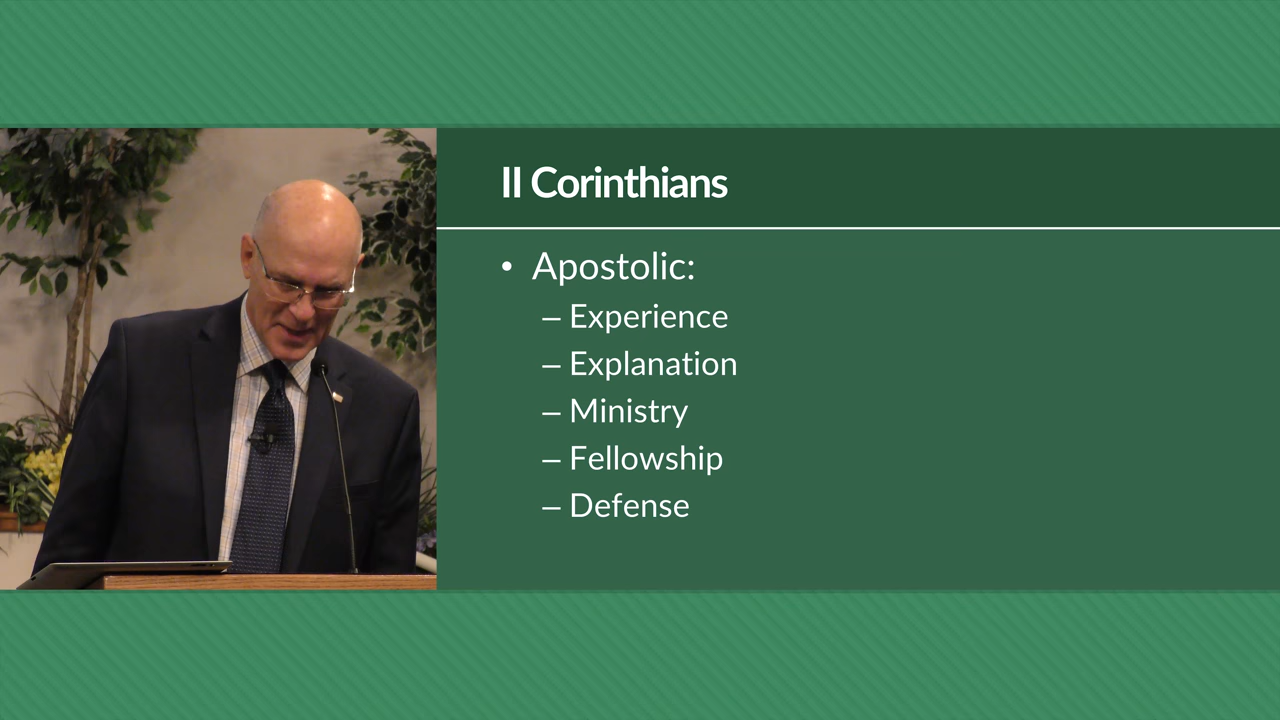 II Corinthians
• Apostolic:
– Experience
– Explanation
– Ministry
– Fellowship
– Defense